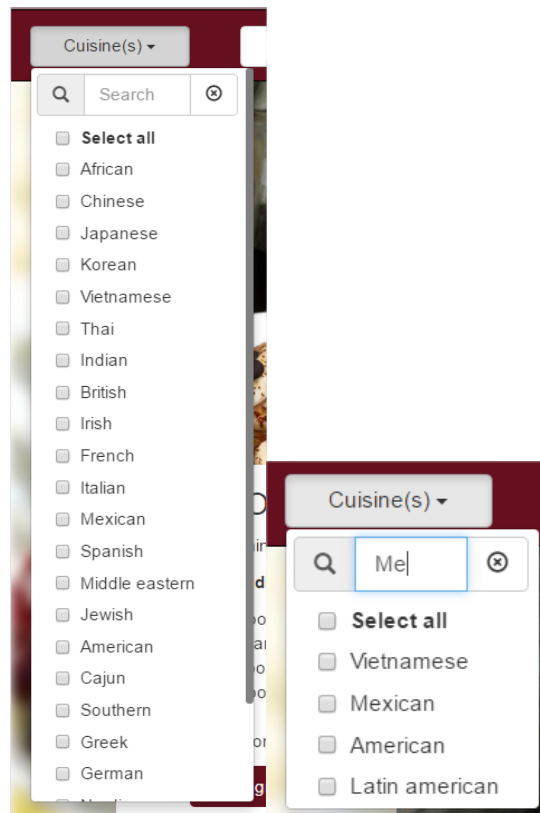 Cuisine(s)
Search
Select all
African
Chinese
Japanese
Korean
Vietnamese
Thai
Indian
British
Irish
French
Italian
Mexican
Spanish
Middle eastern
Jewish
American
Cajun
Southern
Greek
German
Cuisine(s)
Me
Select all
Vietnamese
Mexican
American
Latin american